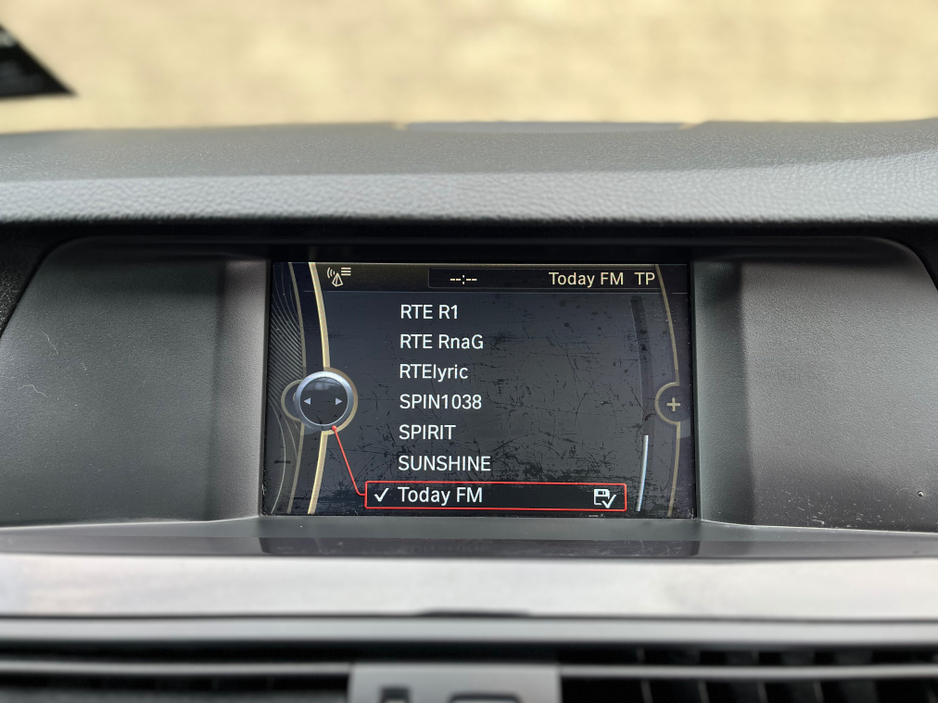 --:-- Today FM TP
RTE R1
RTE RnaG
RTElyric
SPIN1038
SPIRIT
SUNSHINE
Today FM